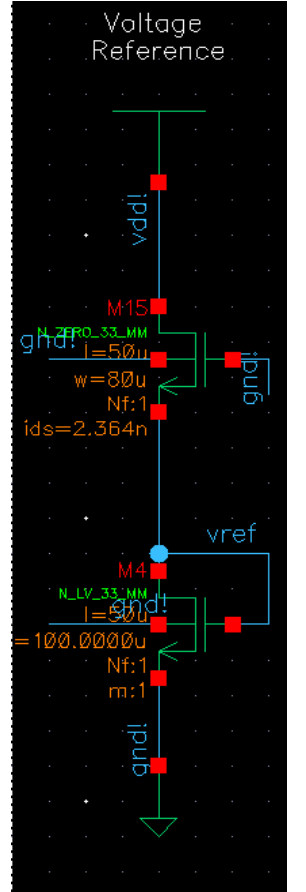 Voltage
Reference
vdd!
M15
N_ZERO_33_MM
gnd!
l=50u
w=80u
gnd!
Nf:1
ids=2.364n
vref
M4
N_LV_33_MM
gnd!
l=50u
=100.0000u
Nf:1
m:1
gnd!